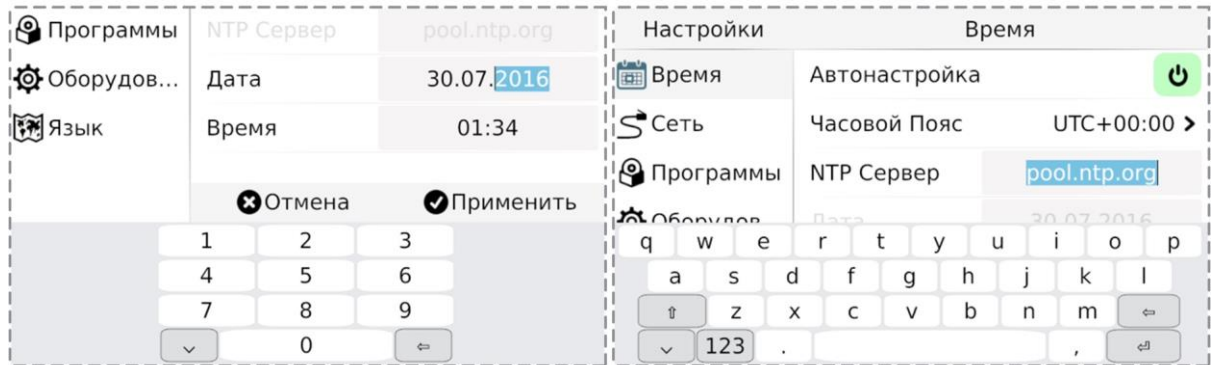 Программы NTP Сервер pool.ntp.org
Оборудов... Дата 30.07.2016
Язык Время 01:34
Отмена Применить
1 2 3
4 5 6
7 8 9
0
Настройки Время
Время Автонастройка
Сеть Часовой Пояс UTC+00:00 >
Программы NTP Сервер pool.ntp.org
Оборудов... Дата 30.07.2016
q w e r t y u i o p
a s d f g h j k l
z x c v b n m
123 . ,